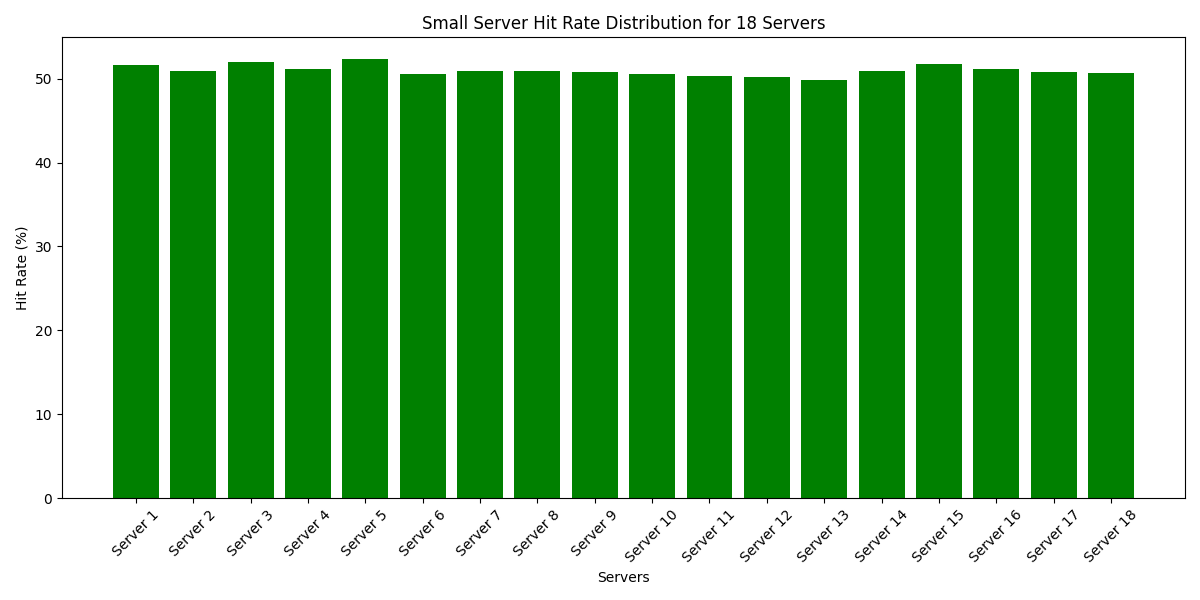 Small Server Hit Rate Distribution for 18 Servers
Hit Rate (%)
50
40
30
20
10
0
Server 1
Server 2
Server 3
Server 4
Server 5
Server 6
Server 7
Server 8
Server 9
Server 10
Server 11
Server 12
Server 13
Server 14
Server 15
Server 16
Server 17
Server 18
Servers